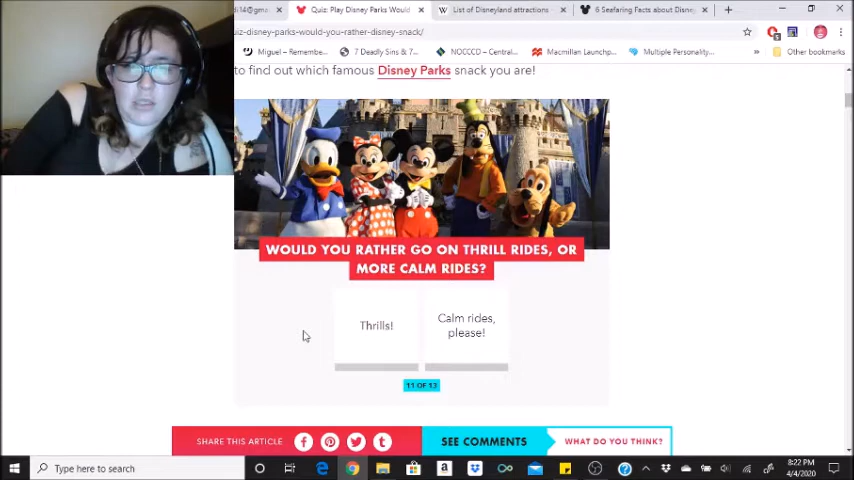 di14@gma
Quiz: Play Disney Parks Would
List of Disneyland attractions -
6 Seafaring Facts about Disne
iz-disney-parks-would-you-rather-disney-snack/
Miguel – Rememb...
7 Deadly Sins & 7...
NOCCCD – Central...
Macmillan Launchp...
Multiple Personality...
Other bookmarks
to find out which famous Disney Parks snack you are!
WOULD YOU RATHER GO ON THRILL RIDES, OR
MORE CALM RIDES?
Thrills!
Calm rides,
please!
11 OF 13
SHARE THIS ARTICLE
SEE COMMENTS
WHAT DO YOU THINK?
Type here to search
8:22 PM
4/4/2020